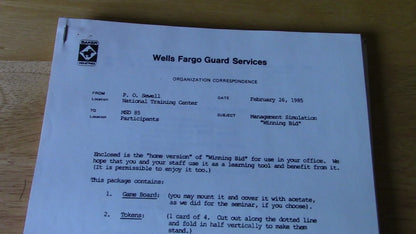 Wells Fargo Guard Services
ORGANIZATION CORRESPONDENCE
FROM P. O. Sewell DATE February 26, 1985
Location National Training Center
TO MSD 85 SUBJECT Management Simulation
Location Participants "Winning Bid"
Enclosed is the "home version" of "Winning Bid" for use in your office. We
hope that you and your staff use it as a learning tool and benefit from it.
(It is permissible to enjoy it too.)
This package contains:
1. Game Board: (you may mount it and cover it with acetate,
as we did for the seminar, if you choose).
2. Tokens: (1 card of 4. Cut out along the dotted line
and fold in half vertically to make them
stand.)